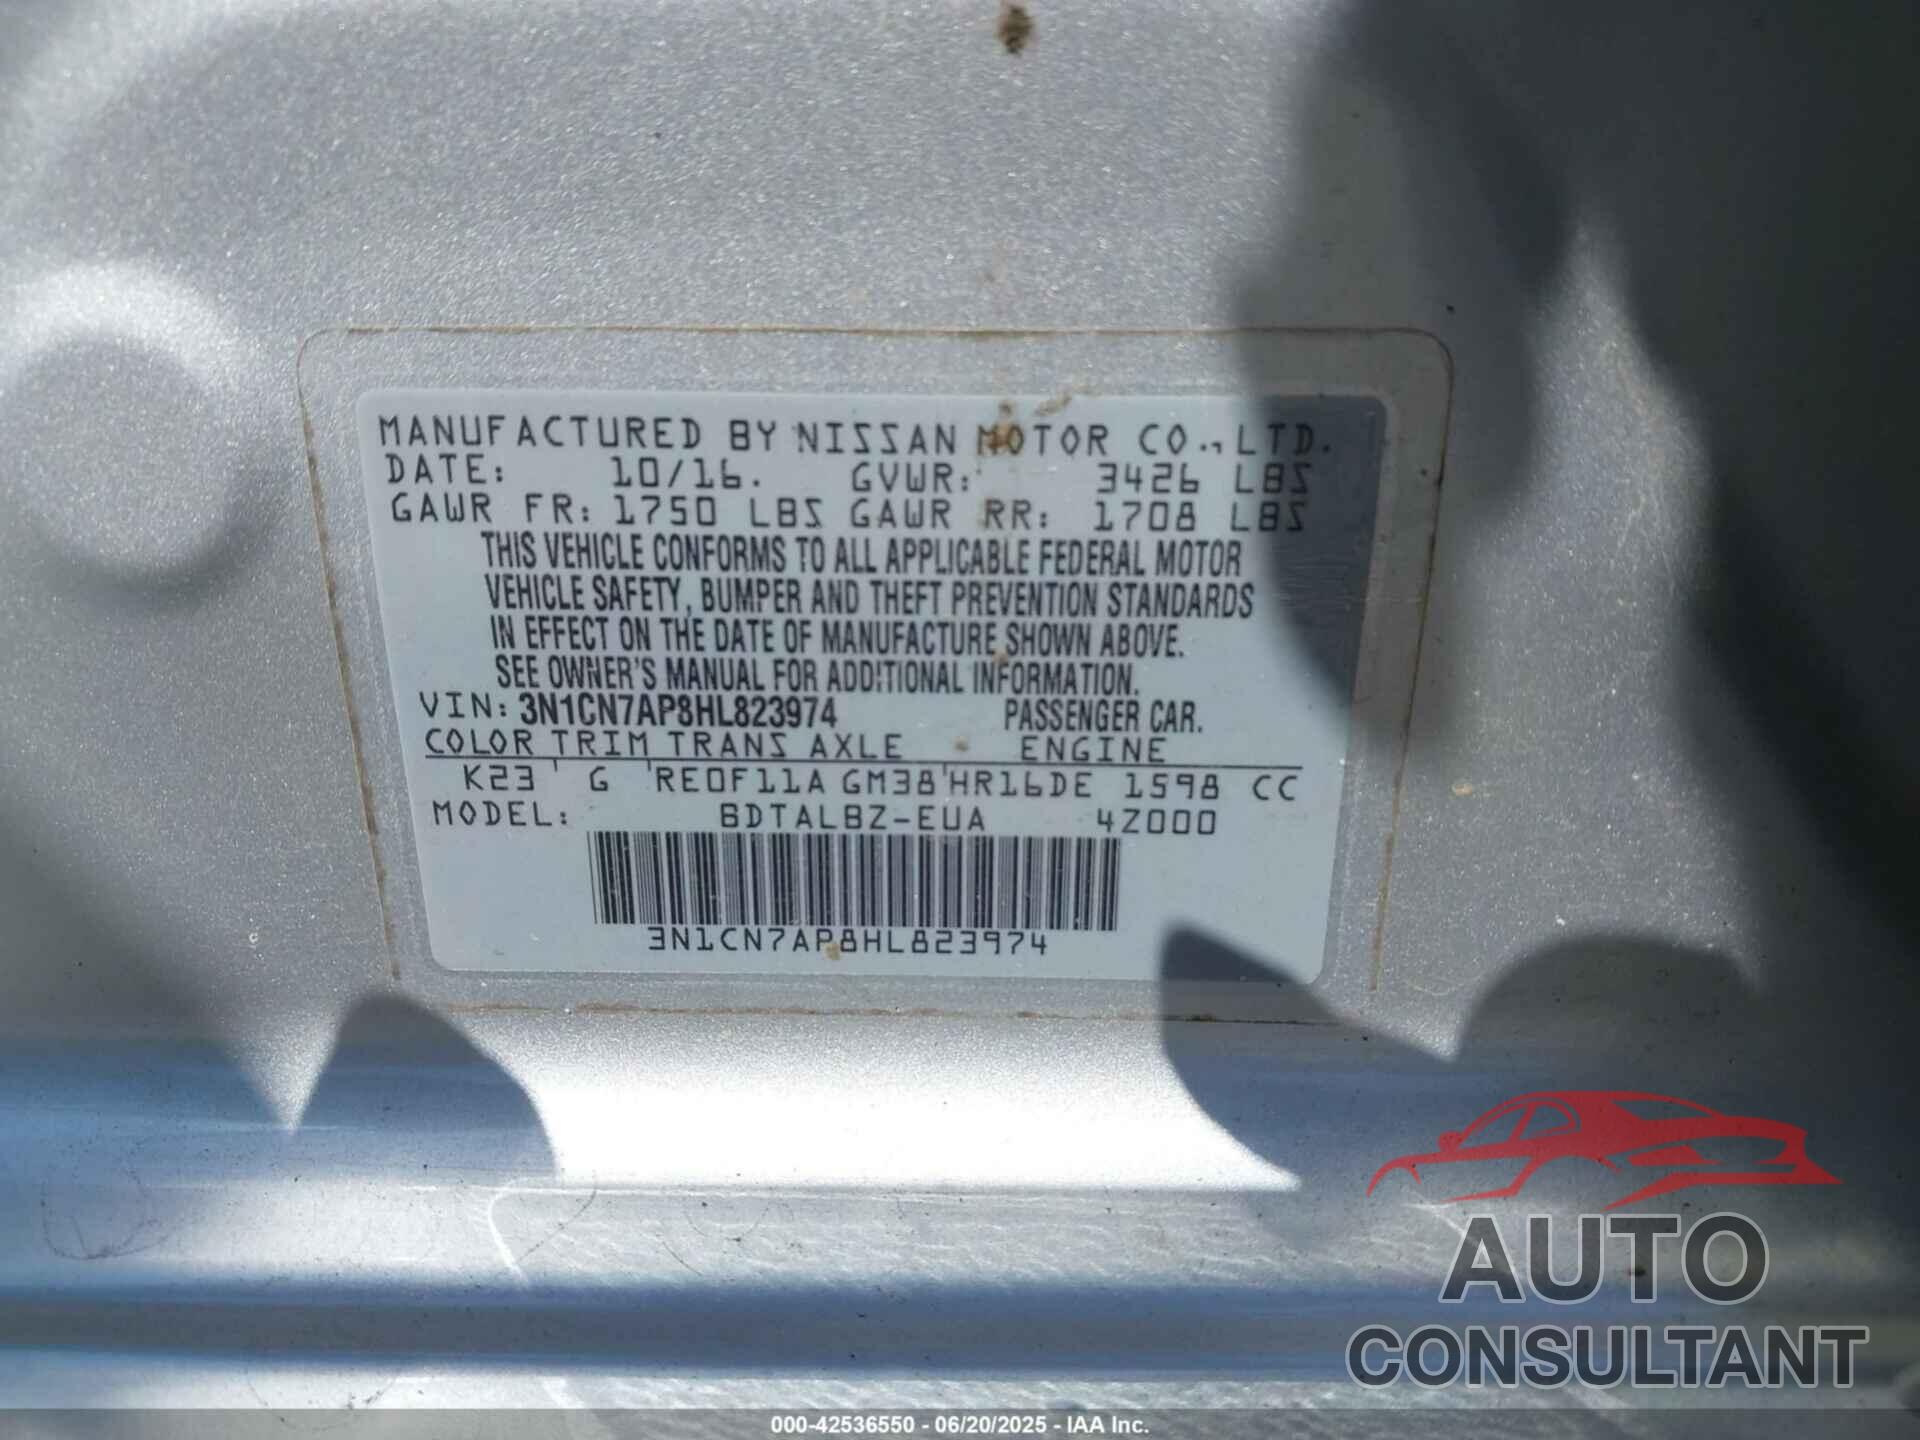 MANUFACTURED BY NISSAN MOTOR CO., LTD.
DATE: 10/16. GVWR: 3426 LBS
GAWR FR: 1750 LBS GAWR RR: 1708 LBS
THIS VEHICLE CONFORMS TO ALL APPLICABLE FEDERAL MOTOR
VEHICLE SAFETY, BUMPER AND THEFT PREVENTION STANDARDS
IN EFFECT ON THE DATE OF MANUFACTURE SHOWN ABOVE.
SEE OWNER'S MANUAL FOR ADDITIONAL INFORMATION.
VIN: 3N1CN7AP8HL823974 PASSENGER CAR.
COLOR TRIM TRANS AXLE ENGINE
K23 G RE0F11A GM38 HR16DE 1598 CC
MODEL: BDTALBZ-EUA 4Z000
3N1CN7AP8HL823974
AUTO
CONSULTANT
000-42536550 - 06/20/2025 - IAA Inc.